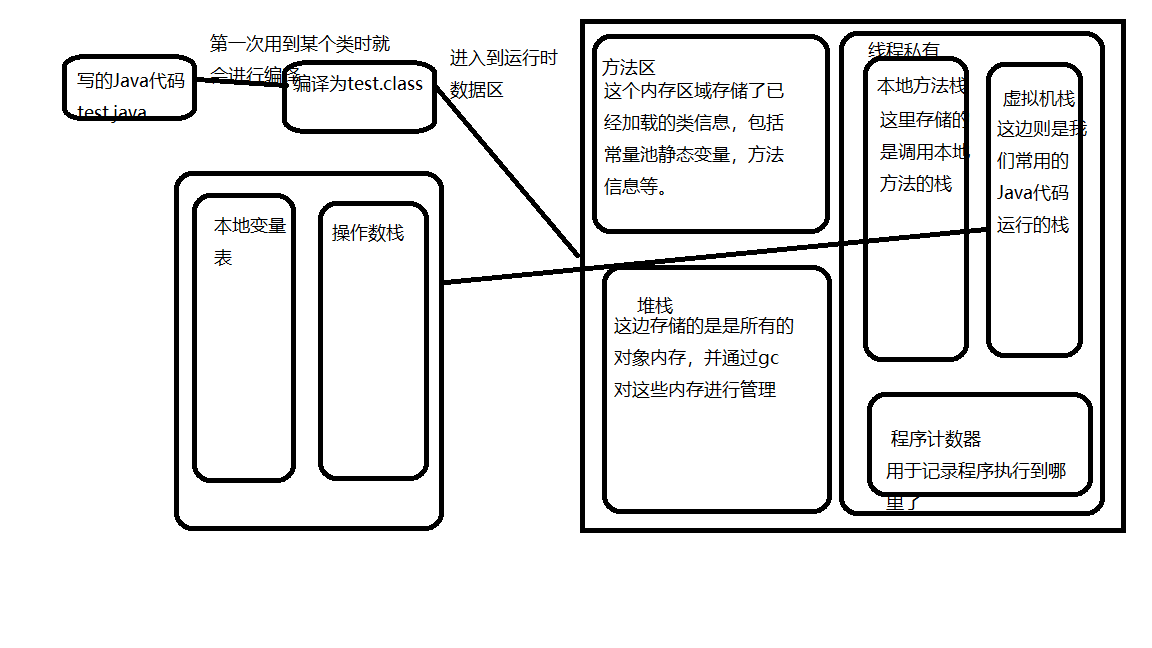 写的Java代码
test.java
第一次用到某个类时就
会进行编译
编译为test.class
进入到运行时
数据区
本地变量
表
操作数栈
方法区
这个内存区域存储了已
经加载的类信息，包括
常量池静态变量，方法
信息等。
堆栈
这边存储的是是所有的
对象内存，并通过gc
对这些内存进行管理
线程私有
本地方法栈
这里存储的
是调用本地
方法的栈
虚拟机栈
这边则是我
们常用的
Java代码
运行的栈
程序计数器
用于记录程序执行到哪
里了